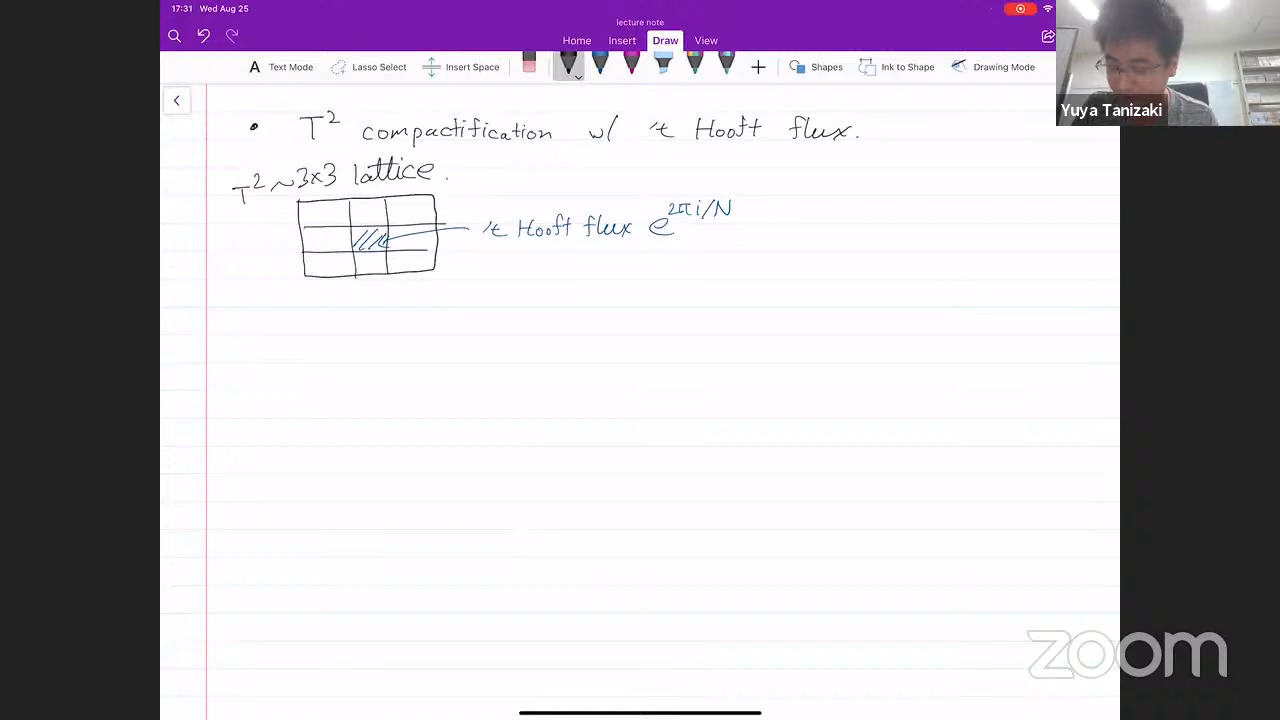 17:31 Wed Aug 25
lecture note
Home Insert Draw View
Text Mode Lasso Select Insert Space Shapes Ink to Shape Drawing Mode
Yuya Tanizaki
• T² compactification w/ 't Hooft flux.
T² ~ 3×3 lattice.
't Hooft flux e^{2πi/N}
zoom